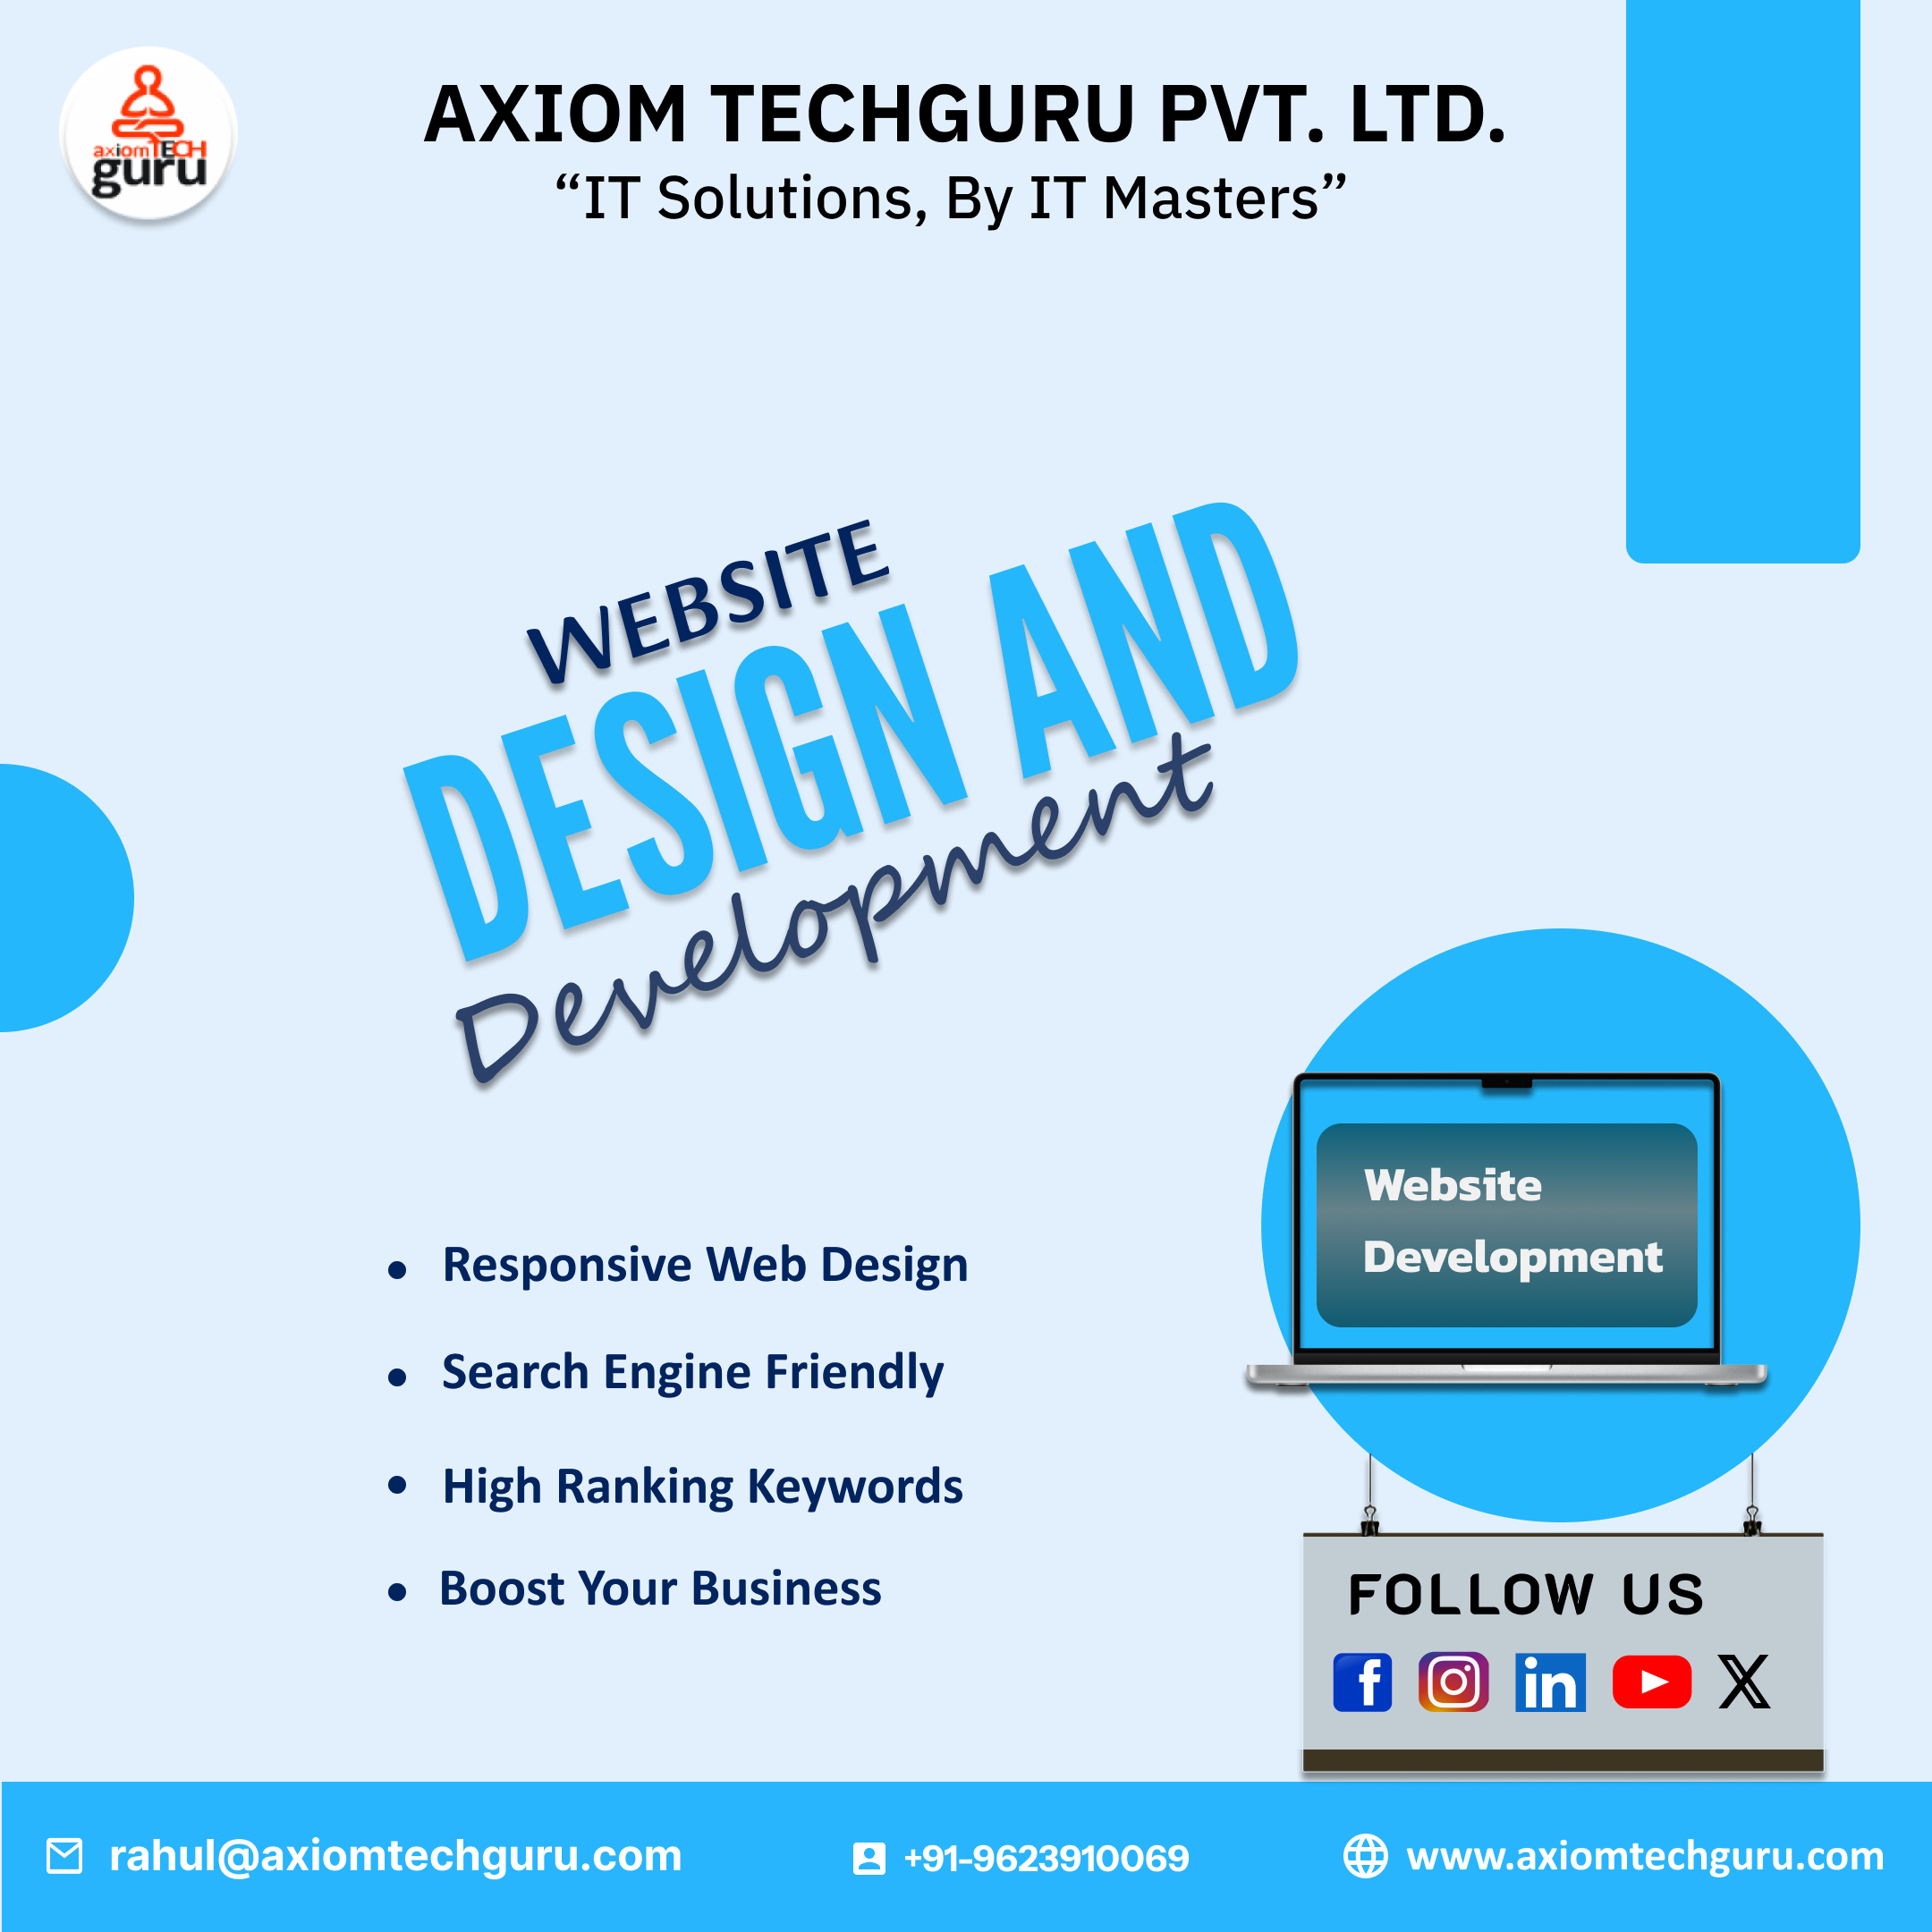 axiomTECH
guru
AXIOM TECHGURU PVT. LTD.
“IT Solutions, By IT Masters”
WEBSITE
DESIGN AND
Development
Website
Development
Responsive Web Design
Search Engine Friendly
High Ranking Keywords
Boost Your Business
FOLLOW US
rahul@axiomtechguru.com
+91-9623910069
www.axiomtechguru.com